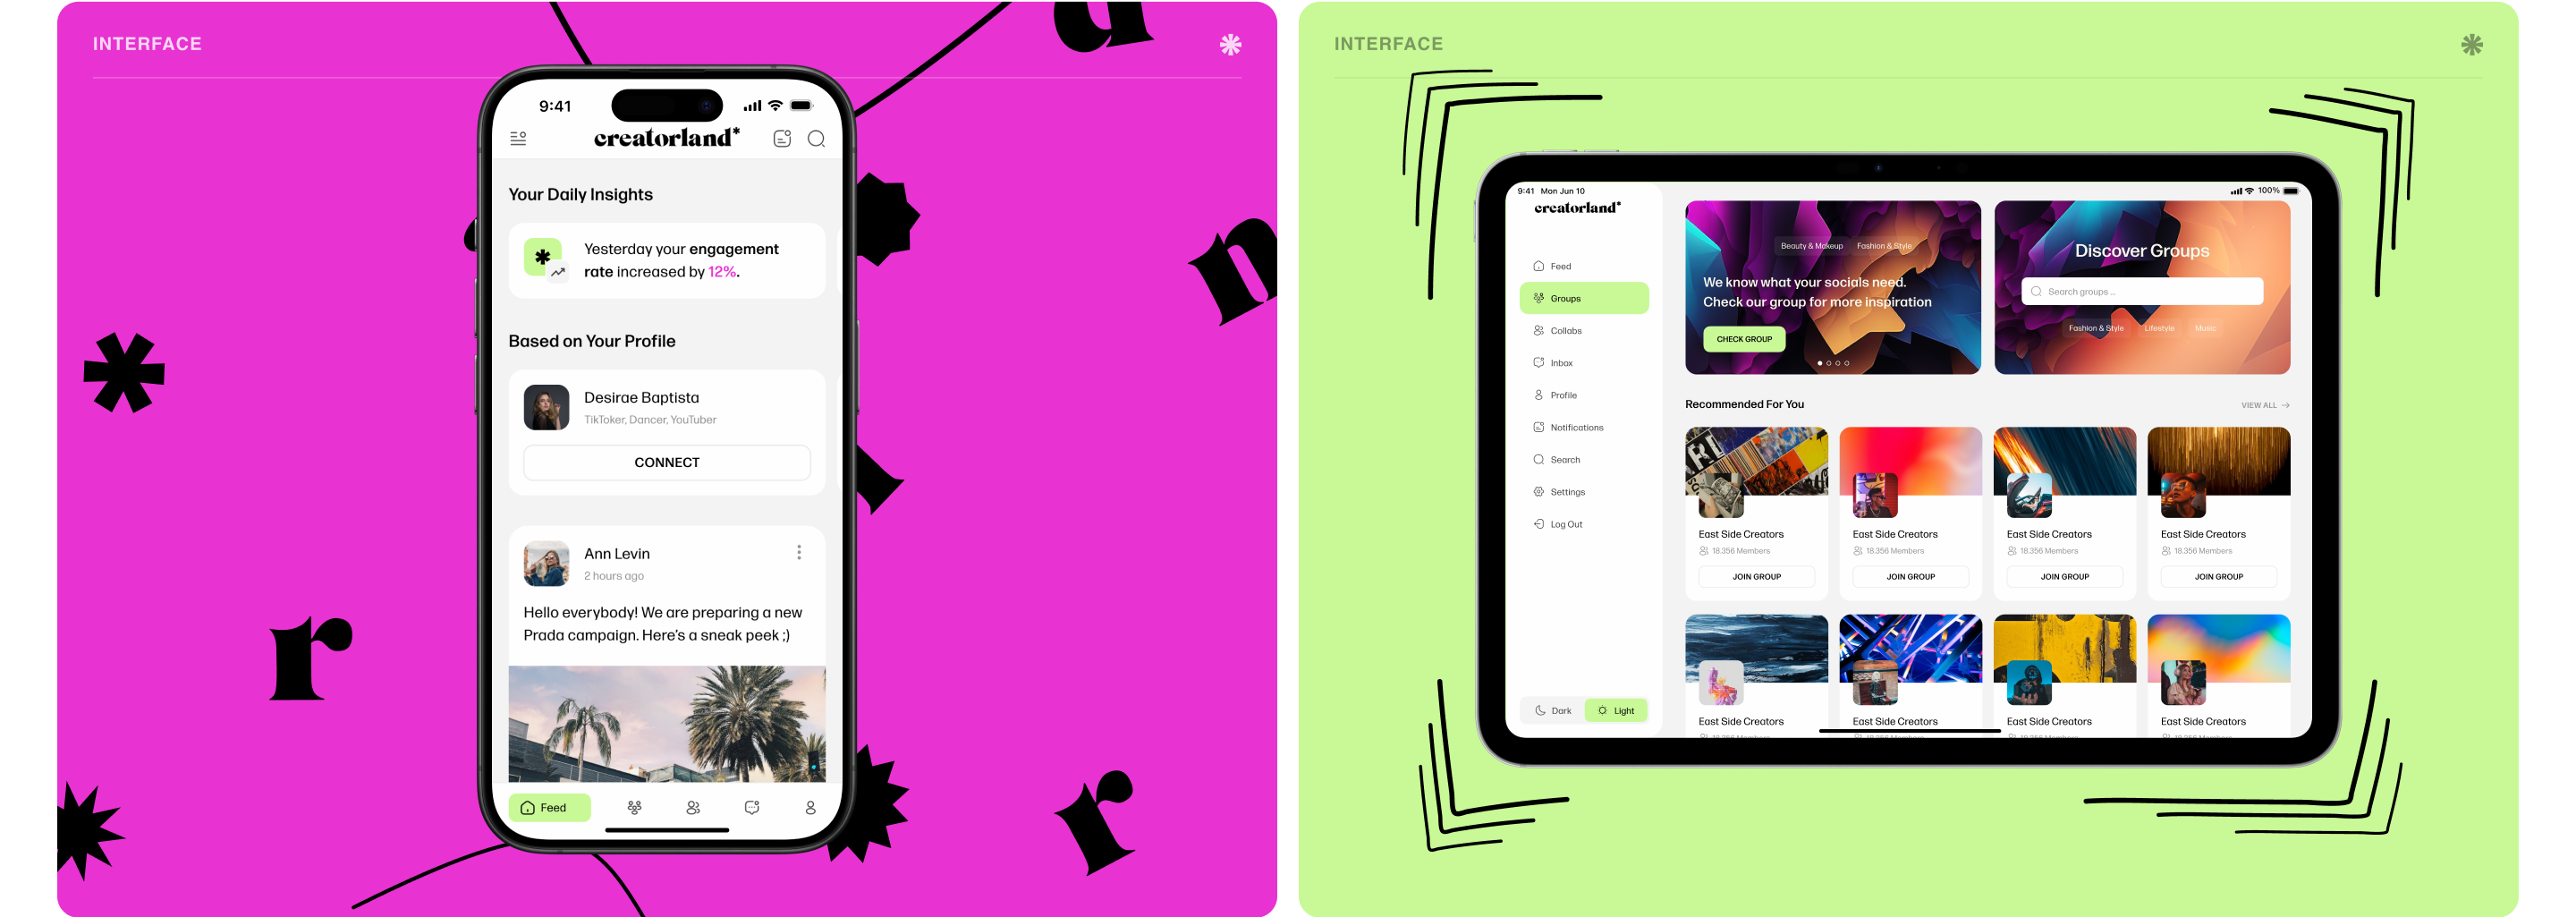 INTERFACE
a
n
r
r
9:41
creatorland*
Your Daily Insights
Yesterday your engagement
rate increased by 12%.
Based on Your Profile
Desirae Baptista
TikToker, Dancer, YouTuber
CONNECT
Ann Levin
2 hours ago
Hello everybody! We are preparing a new
Prada campaign. Here's a sneak peek ;)
Feed
INTERFACE
9:41 Mon Jun 10
100%
creatorland*
Feed
Groups
Collabs
Inbox
Profile
Notifications
Search
Settings
Log Out
Dark Light
Beauty & Makeup Fashion & Style
We know what your socials need.
Check our group for more inspiration
CHECK GROUP
Discover Groups
Search groups ...
Fashion & Style Lifestyle Music
Recommended For You
VIEW ALL →
East Side Creators East Side Creators East Side Creators East Side Creators
18.356 Members 18.356 Members 18.356 Members 18.356 Members
JOIN GROUP JOIN GROUP JOIN GROUP JOIN GROUP
East Side Creators East Side Creators East Side Creators East Side Creators